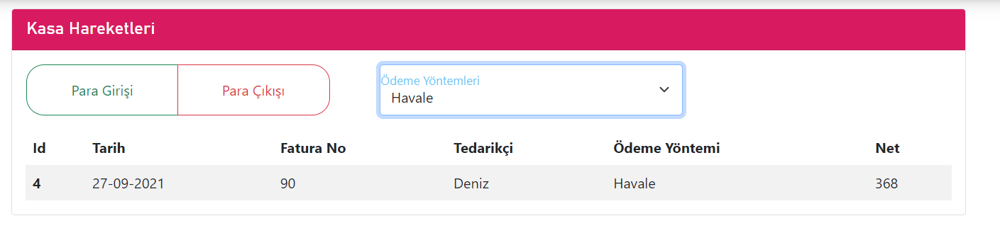 Kasa Hareketleri
Para Girişi Para Çıkışı
Ödeme Yöntemleri
Havale
Id Tarih Fatura No Tedarikçi Ödeme Yöntemi Net
4 27-09-2021 90 Deniz Havale 368